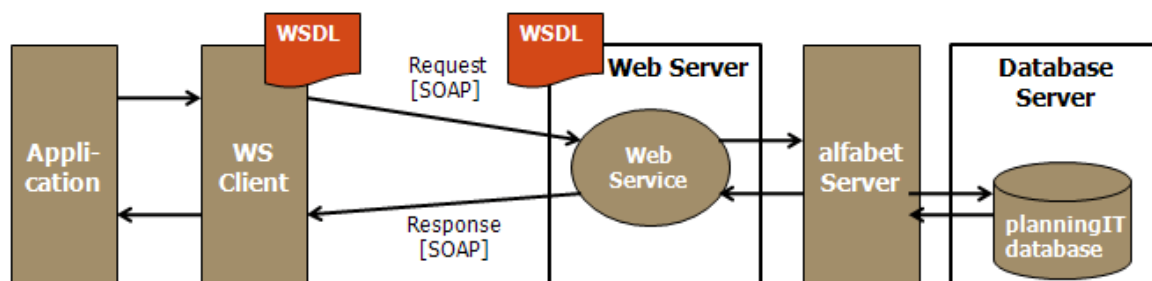 WSDL
WSDL
Request
[SOAP]
Web Server
Database
Server
Appli-
cation
WS
Client
Web
Service
alfabet
Server
Response
[SOAP]
planningIT
database